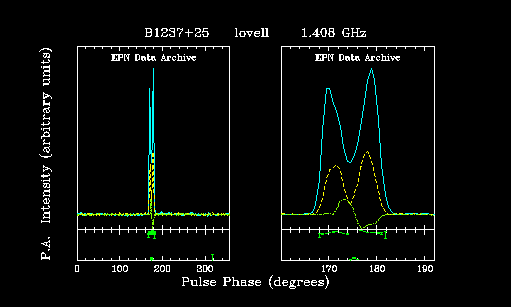 B1237+25 lovell 1.408 GHz
EPN Data Archive EPN Data Archive
P.A. Intensity (arbitrary units)
0 100 200 300 170 180 190
Pulse Phase (degrees)